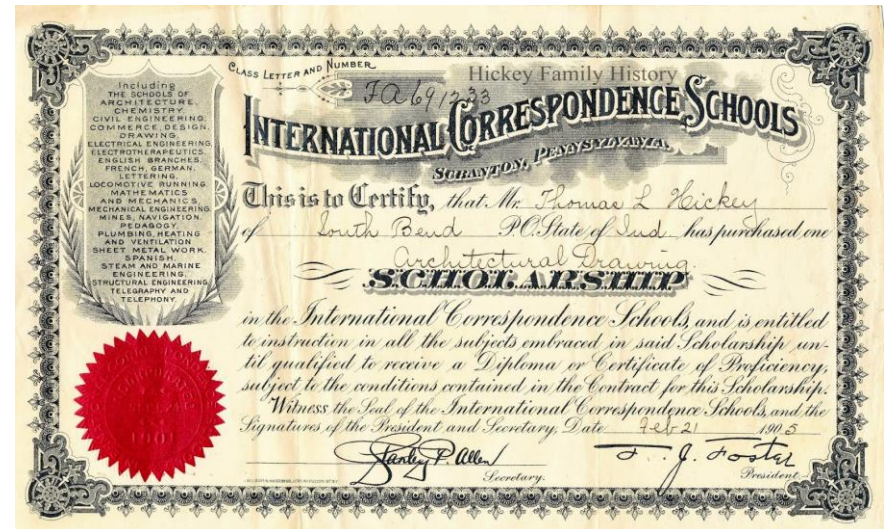 CLASS LETTER AND NUMBER
Hickey Family History
FA 691233
INTERNATIONAL CORRESPONDENCE SCHOOLS
SCRANTON, PENNSYLVANIA.
Including
THE SCHOOLS OF
ARCHITECTURE,
CHEMISTRY,
CIVIL ENGINEERING,
COMMERCE, DESIGN,
DRAWING,
ELECTRICAL ENGINEERING,
ELECTROTHERAPEUTICS,
ENGLISH BRANCHES,
FRENCH, GERMAN,
LETTERING,
LOCOMOTIVE RUNNING,
MATHEMATICS
AND MECHANICS,
MECHANICAL ENGINEERING,
MINES, NAVIGATION,
PEDAGOGY,
PLUMBING, HEATING
AND VENTILATION
SHEET METAL WORK,
SPANISH,
STEAM AND MARINE
ENGINEERING,
STRUCTURAL ENGINEERING,
TELEGRAPHY AND
TELEPHONY.
This is to Certify, that Mr. Thomas L Hickey
of South Bend P.O. State of Ind has purchased one
Architectural Drawing
SCHOLARSHIP
in the International Correspondence Schools, and is entitled
to instruction in all the subjects embraced in said Scholarship un-
til qualified to receive a Diploma or Certificate of Proficiency,
subject to the conditions contained in the Contract for this Scholarship.
Witness the Seal of the International Correspondence Schools, and the
Signatures of the President and Secretary, Date Feb 21 1905
Stanley P. Allen
Secretary.
T. J. Foster
President
1901